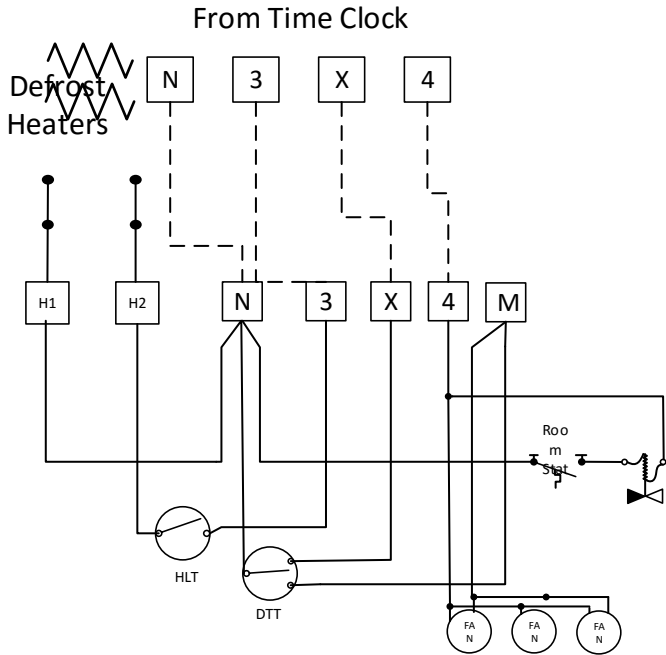 From Time Clock
N 3 X 4
Defrost
Heaters
H1 H2 N 3 X 4 M
Roo
m
Stat
HLT
DTT
FA FA FA
N N N